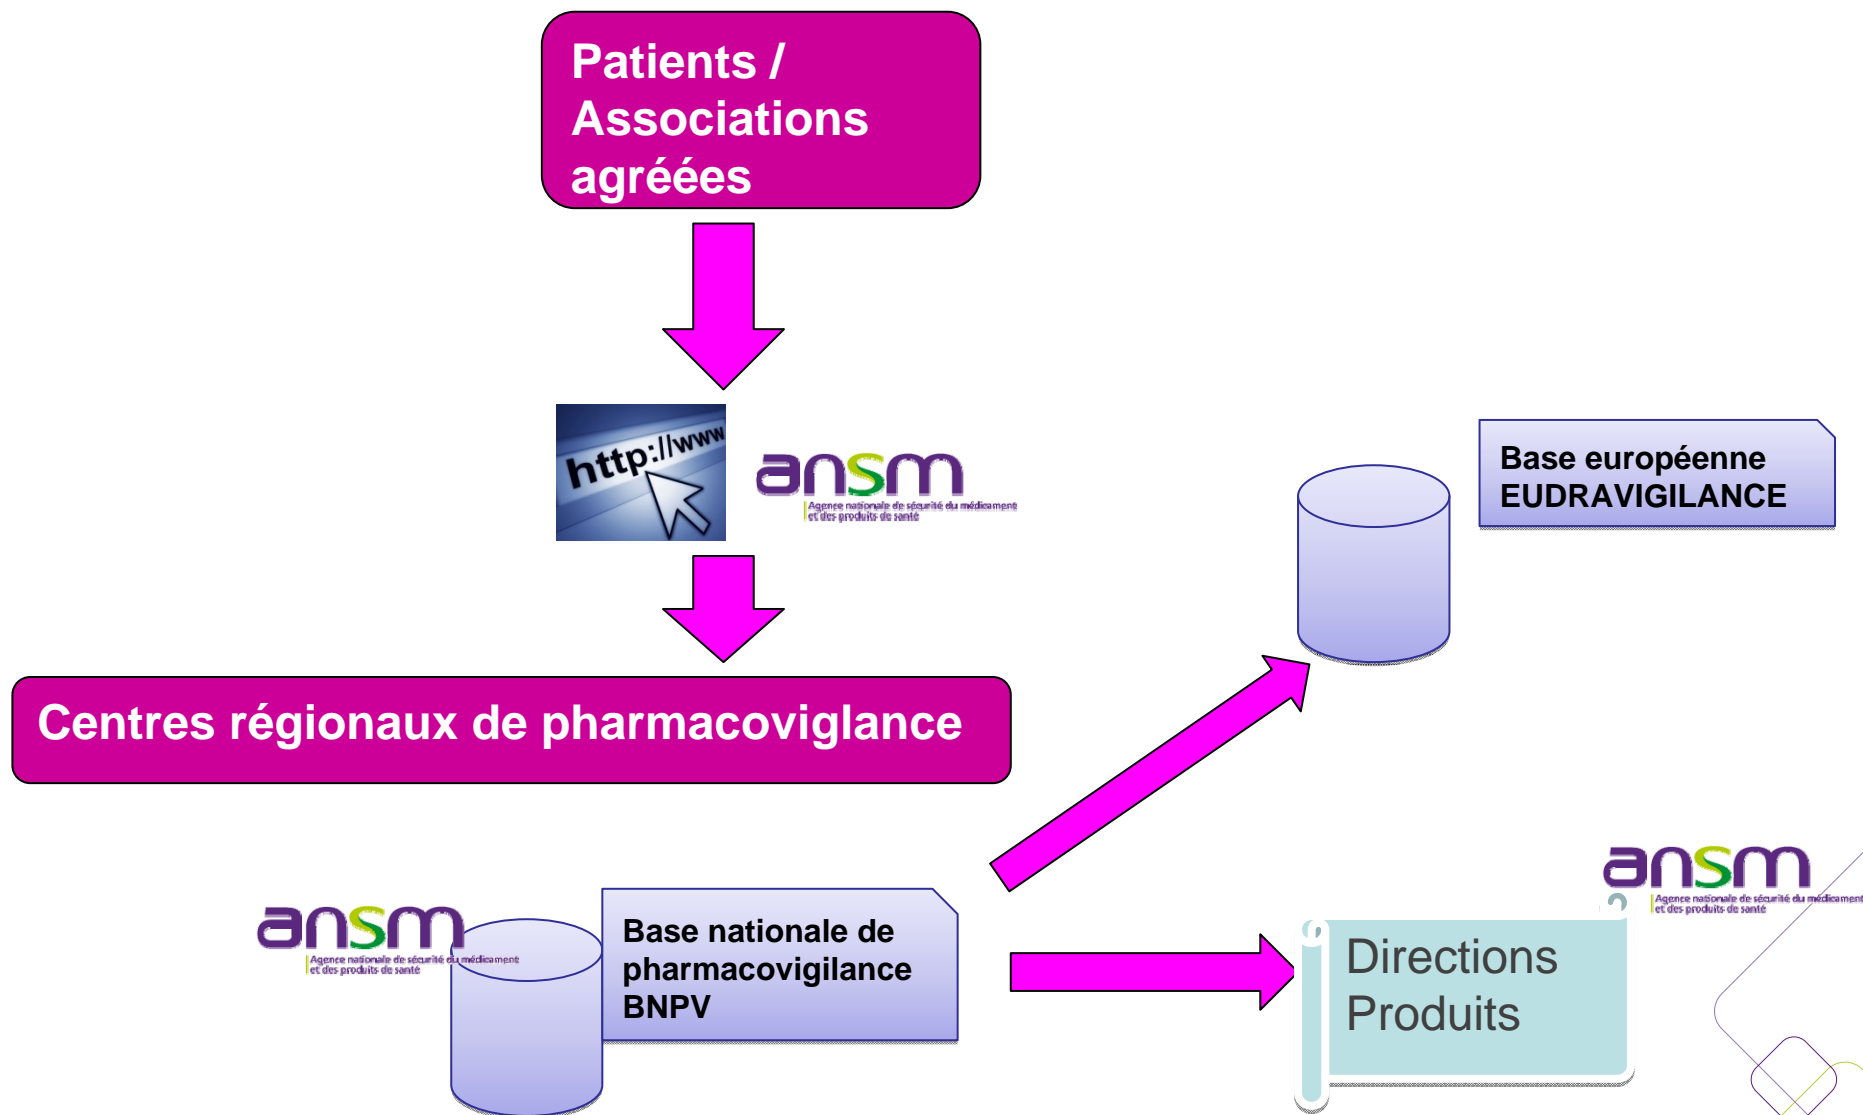 Patients /
Associations
agréées
http://www
ansm
Agence nationale de sécurité du médicament
et des produits de santé
Base européenne
EUDRAVIGILANCE
Centres régionaux de pharmacoviglance
ansm
Agence nationale de sécurité du médicament
et des produits de santé
Base nationale de
pharmacovigilance
BNPV
ansm
Agence nationale de sécurité du médicament
et des produits de santé
Directions
Produits